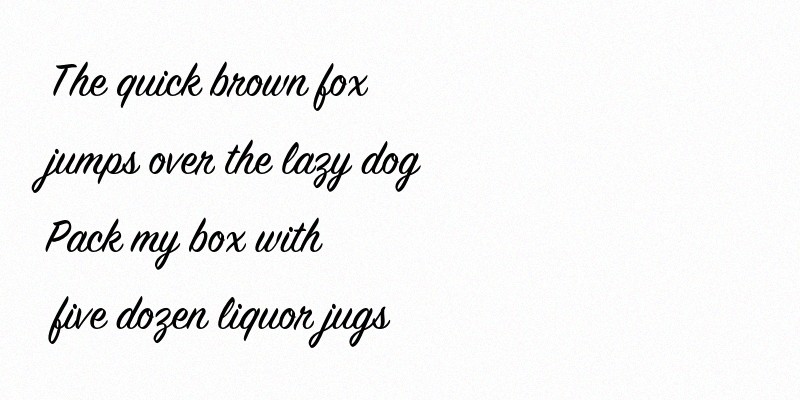 The quick brown fox
jumps over the lazy dog
Pack my box with
five dozen liquor jugs